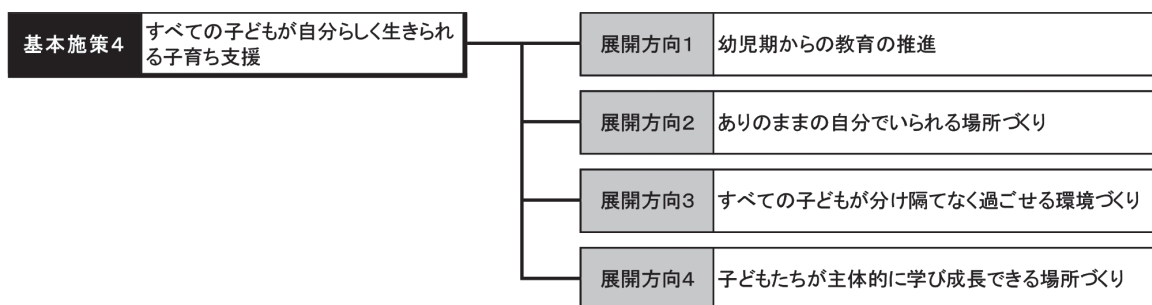 基本施策4
すべての子どもが自分らしく生きられ
る子育ち支援
展開方向1 幼児期からの教育の推進
展開方向2 ありのままの自分でいられる場所づくり
展開方向3 すべての子どもが分け隔てなく過ごせる環境づくり
展開方向4 子どもたちが主体的に学び成長できる場所づくり